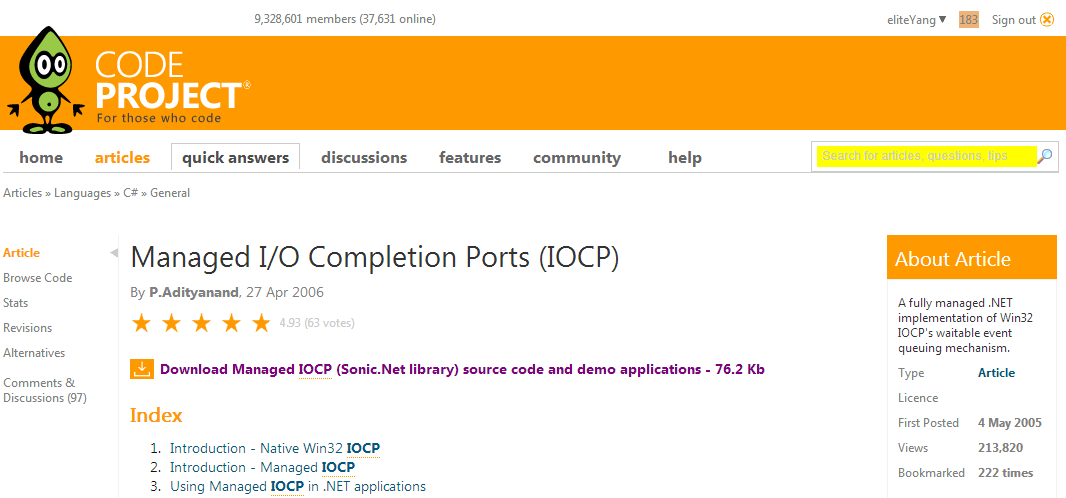 9,328,601 members (37,631 online)
eliteYang ▼ 183 Sign out
CODE
PROJECT®
For those who code
home articles quick answers discussions features community help
Search for articles, questions, tips
Articles » Languages » C# » General
Article
Browse Code
Stats
Revisions
Alternatives
Comments &
Discussions (97)
Managed I/O Completion Ports (IOCP)
By P.Adityanand, 27 Apr 2006
4.93 (63 votes)
Download Managed IOCP (Sonic.Net library) source code and demo applications - 76.2 Kb
Index
1. Introduction - Native Win32 IOCP
2. Introduction - Managed IOCP
3. Using Managed IOCP in .NET applications
About Article
A fully managed .NET
implementation of Win32
IOCP's waitable event
queuing mechanism.
Type Article
Licence
First Posted 4 May 2005
Views 213,820
Bookmarked 222 times